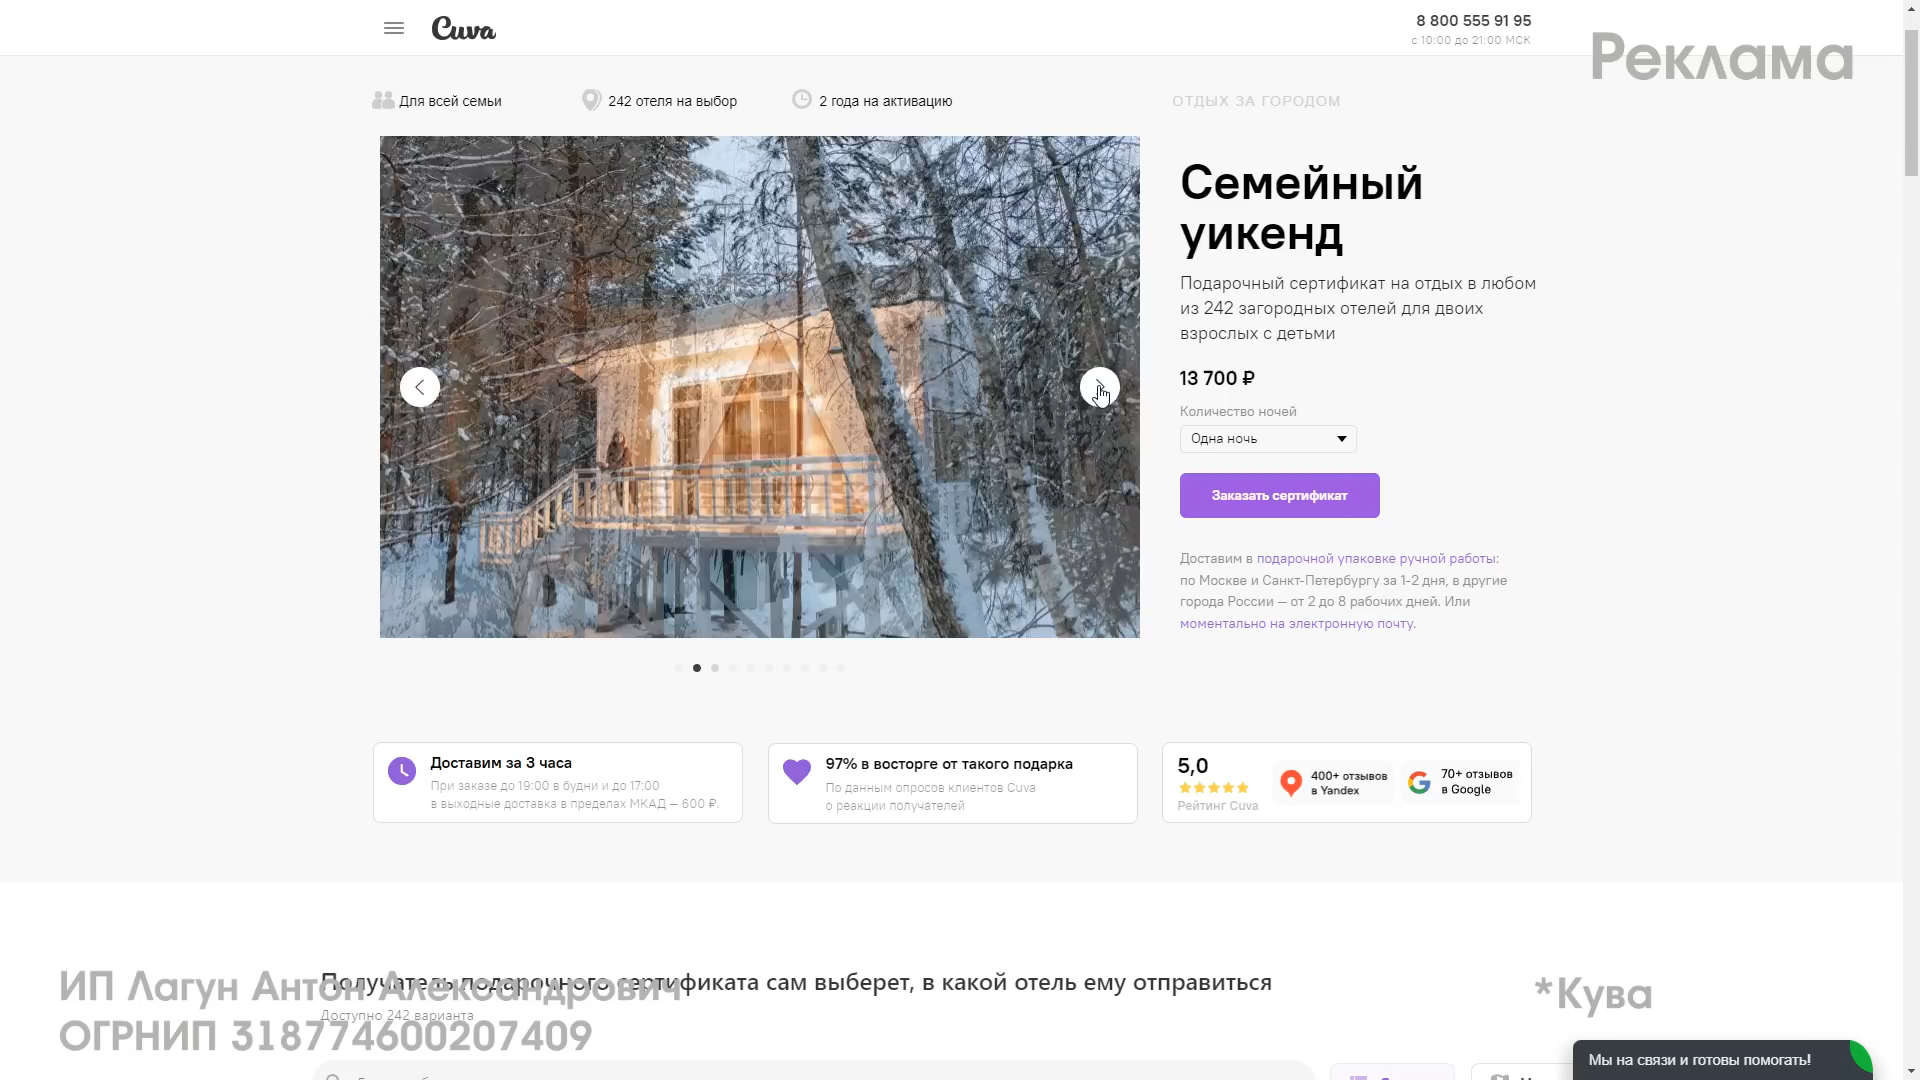 Cuva
8 800 555 91 95
с 10:00 до 21:00 МСК
Реклама
Для всей семьи
242 отеля на выбор
2 года на активацию
ОТДЫХ ЗА ГОРОДОМ
Семейный
уикенд
Подарочный сертификат на отдых в любом
из 242 загородных отелей для двоих
взрослых с детьми
13 700 ₽
Количество ночей
Одна ночь
Заказать сертификат
Доставим в подарочной упаковке ручной работы:
по Москве и Санкт-Петербургу за 1-2 дня, в другие
города России — от 2 до 8 рабочих дней. Или
моментально на электронную почту.
Доставим за 3 часа
При заказе до 19:00 в будни и до 17:00
в выходные доставка в пределах МКАД — 600 ₽.
97% в восторге от такого подарка
По данным опросов клиентов Cuva
о реакции получателей
5,0
Рейтинг Cuva
400+ отзывов
в Yandex
70+ отзывов
в Google
Получатель подарочного сертификата сам выберет, в какой отель ему отправиться
Доступно 242 варианта
ИП Лагун Антон Александрович
ОГРНИП 318774600207409
*Кува
Мы на связи и готовы помогать!